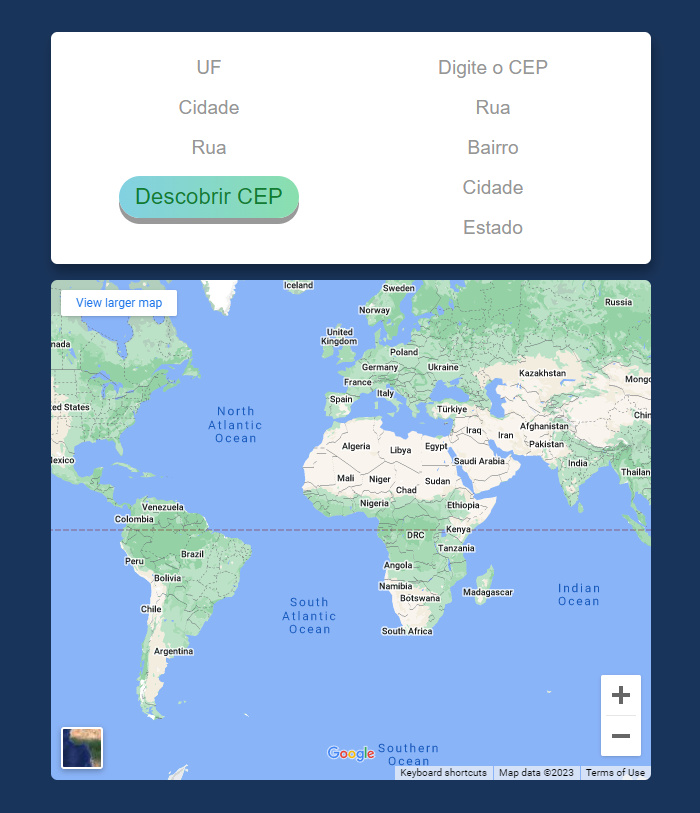 UF
Cidade
Rua
Descobrir CEP
Digite o CEP
Rua
Bairro
Cidade
Estado
View larger map
Iceland
Sweden
Norway
Russia
United
Kingdom
Poland
Germany
Ukraine
Kazakhstan
France
Italy
Spain
Türkiye
Mongo
nada
ed States
exico
North
Atlantic
Ocean
Algeria
Libya
Egypt
Iraq
Iran
Afghanistan
Pakistan
Chin
Saudi Arabia
India
Thailan
Mali
Niger
Chad
Sudan
Nigeria
Ethiopia
Venezuela
Colombia
DRC
Kenya
Tanzania
Peru
Brazil
Bolivia
Angola
Namibia
Botswana
Madagascar
Chile
South Africa
Argentina
South
Atlantic
Ocean
Indian
Ocean
Google
Southern
Ocean
Keyboard shortcuts
Map data ©2023
Terms of Use